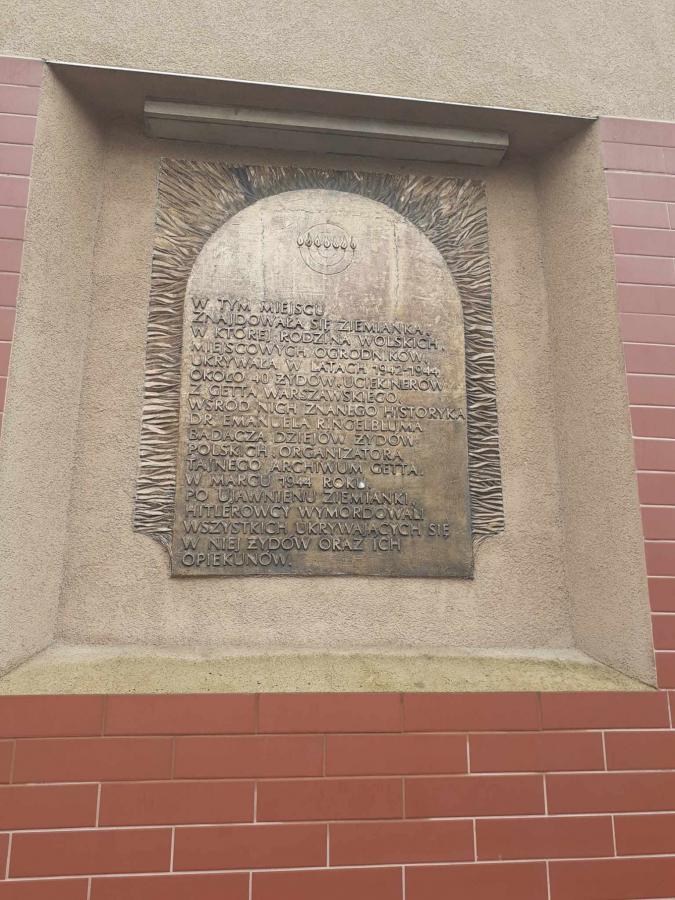 W TYM MIEJSCU
ZNAJDOWAŁA SIĘ ZIEMIANKA,
W KTÓREJ RODZINA WOLSKICH,
MIEJSCOWYCH OGRODNIKÓW,
UKRYWAŁA W LATACH 1942-1944
OKOŁO 40 ŻYDÓW, UCIEKINERÓW
Z GETTA WARSZAWSKIEGO,
WŚRÓD NICH ZNANEGO HISTORYKA
DR. EMANUELA RINGELBLUMA
BADACZA DZIEJÓW ŻYDÓW
POLSKICH, ORGANIZATORA
TAJNEGO ARCHIWUM GETTA.
W MARCU 1944 ROKU,
PO UJAWNIENIU ZIEMIANKI,
HITLEROWCY WYMORDOWALI
WSZYSTKICH UKRYWAJĄCYCH SIĘ
W NIEJ ŻYDÓW ORAZ ICH
OPIEKUNÓW.